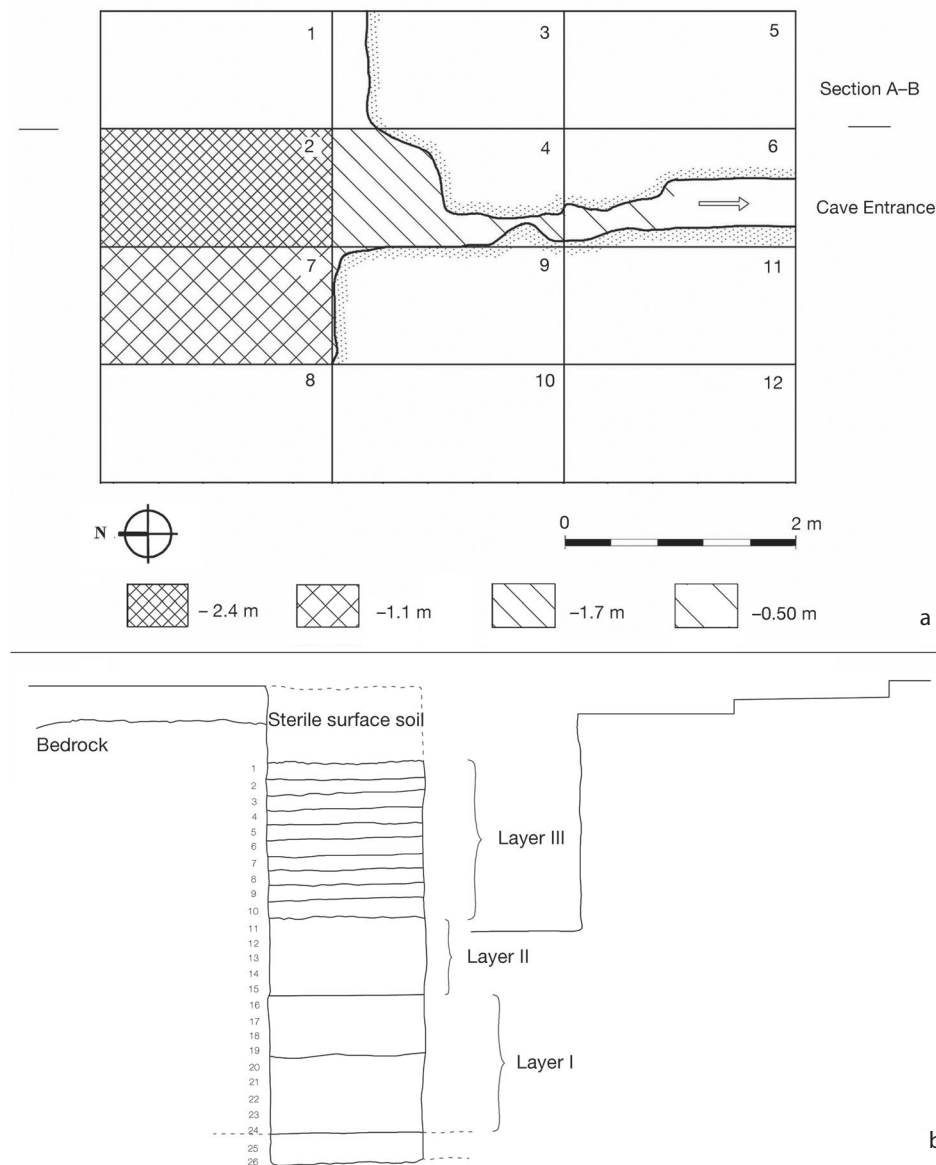 1 3 5
Section A–B
2 4 6
Cave Entrance
7 9 11
8 10 12
N
0 2 m
– 2.4 m –1.1 m –1.7 m –0.50 m
a
Sterile surface soil
Bedrock
1
2
3
4
5
6
7
8
9
10
Layer III
11
12
13
14
15
Layer II
16
17
18
19
20
21
22
23
24
Layer I
25
26
b